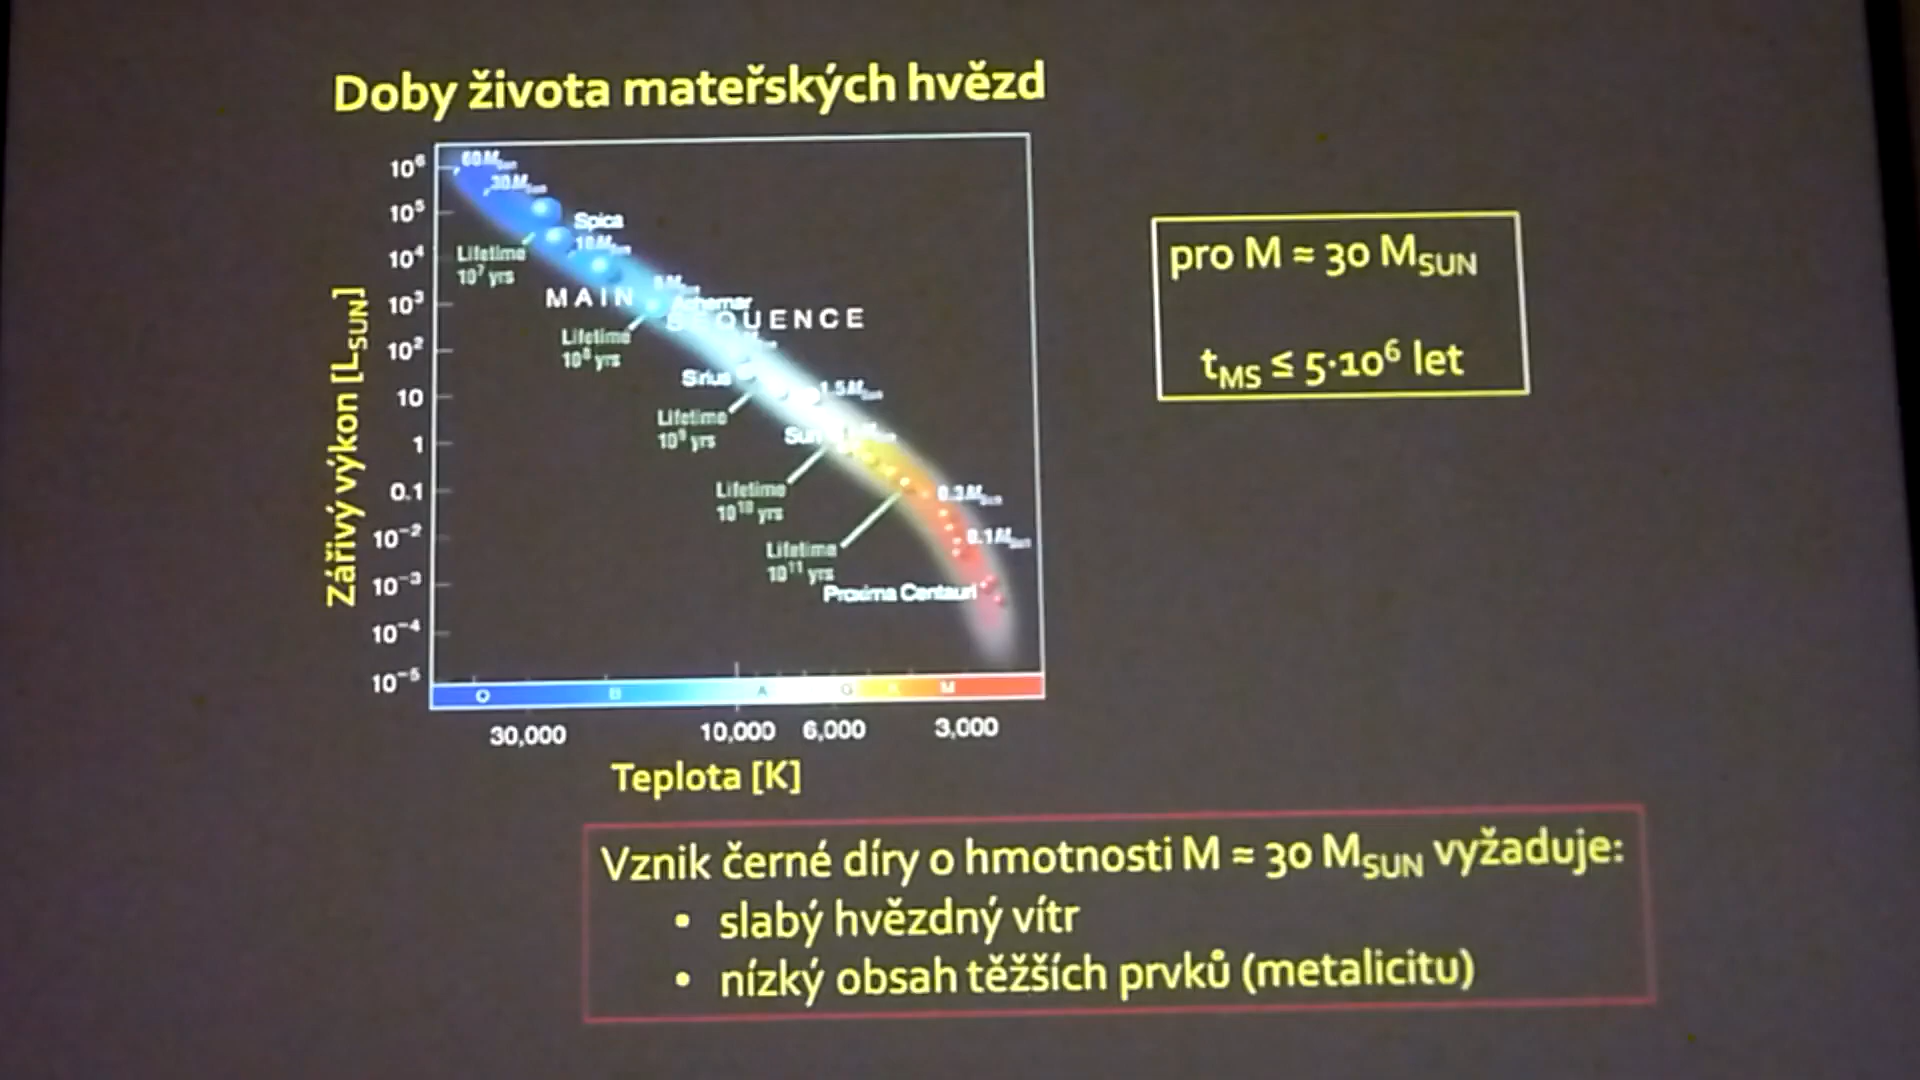 Doby života mateřských hvězd
Zářivý výkon [L_SUN]
10⁶
10⁵
10⁴
10³
10²
10
1
0.1
10⁻²
10⁻³
10⁻⁴
10⁻⁵
60 M_Sun
30 M_Sun
Spica
10 M_Sun
Lifetime
10⁷ yrs
MAIN SEQUENCE
Achernar
Lifetime
10⁸ yrs
Sirius
1.5 M_Sun
Lifetime
10⁹ yrs
Sun
Lifetime
10¹⁰ yrs
0.3 M_Sun
0.1 M_Sun
Lifetime
10¹¹ yrs
Proxima Centauri
O B A G K M
30,000 10,000 6,000 3,000
Teplota [K]
pro M ≈ 30 M_SUN
t_MS ≤ 5·10⁶ let
Vznik černé díry o hmotnosti M ≈ 30 M_SUN vyžaduje:
• slabý hvězdný vítr
• nízký obsah těžších prvků (metalicitu)